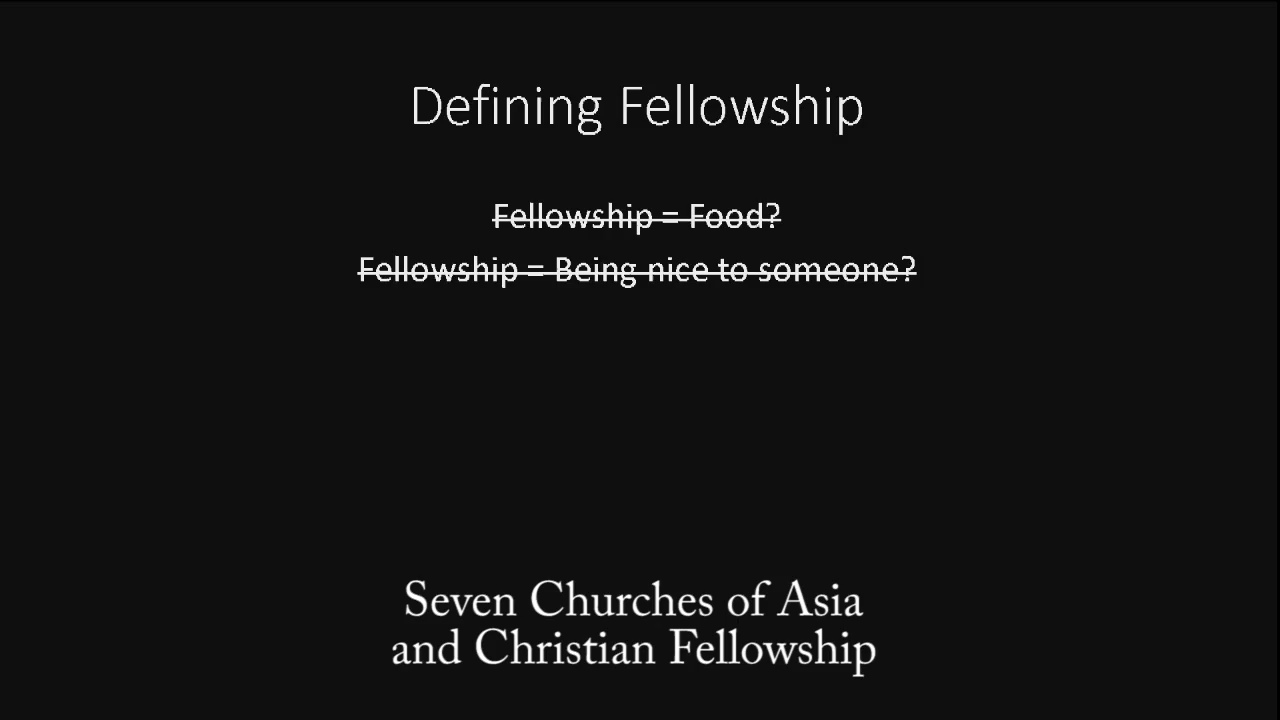 Defining Fellowship
Fellowship = Food?
Fellowship = Being nice to someone?
Seven Churches of Asia
and Christian Fellowship